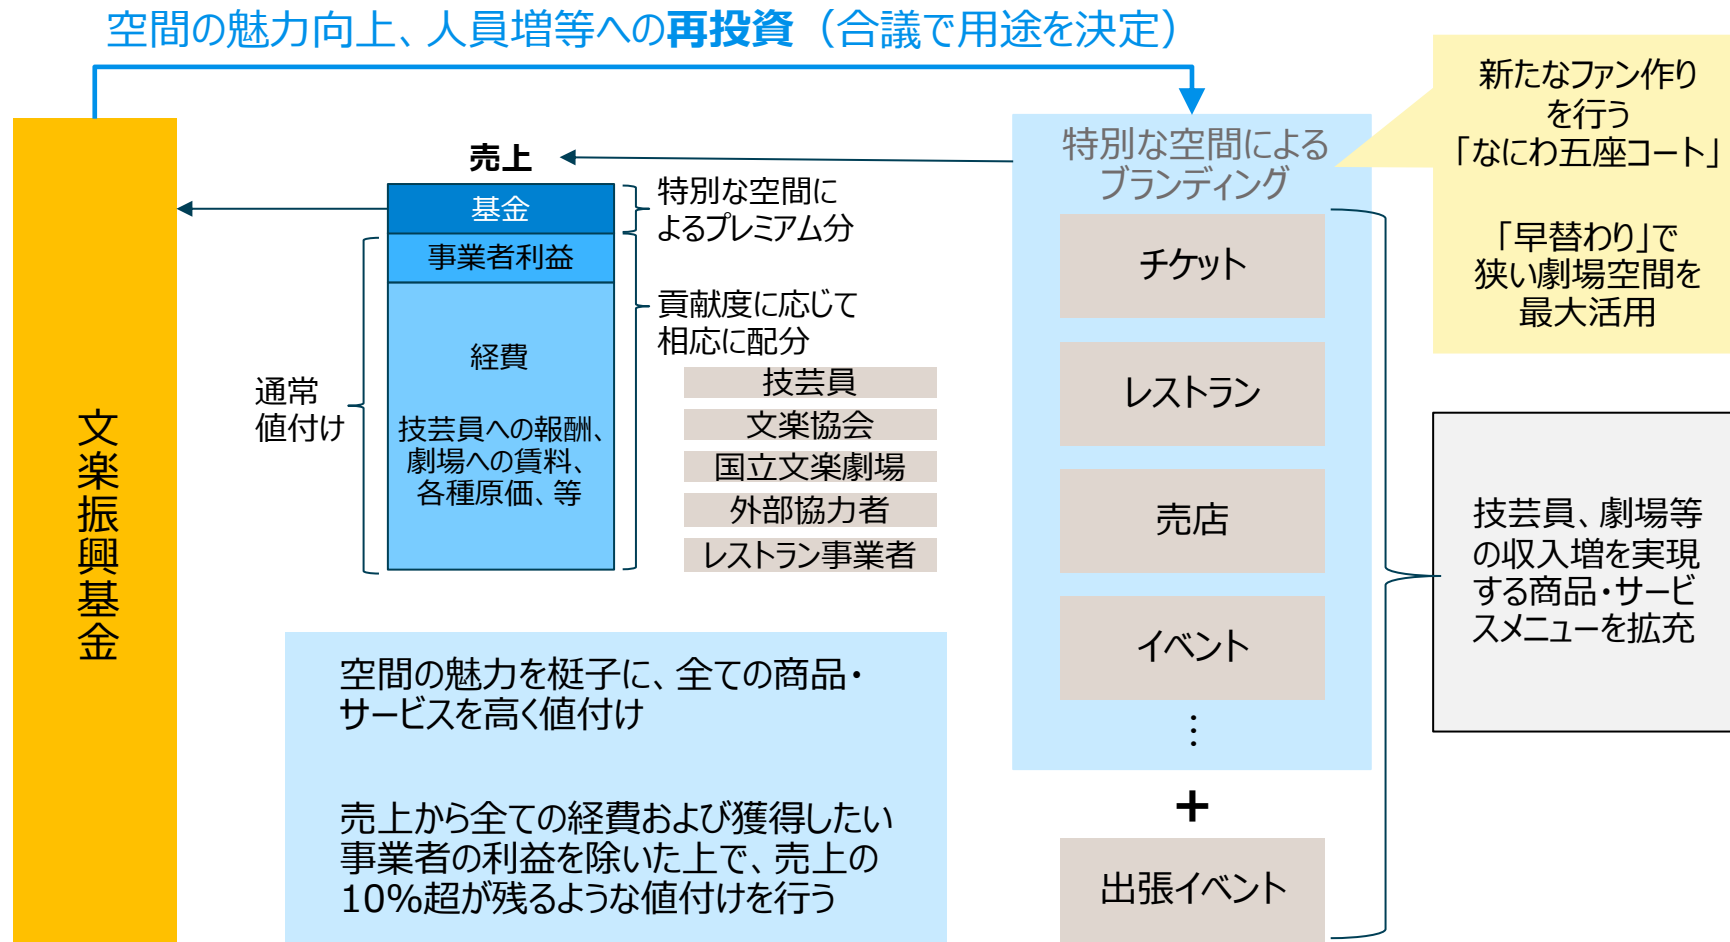 空間の魅力向上、人員増等への再投資（合議で用途を決定）
文楽振興基金
売上
基金
事業者利益
経費
技芸員への報酬、
劇場への賃料、
各種原価、等
通常
値付け
特別な空間に
よるプレミアム分
貢献度に応じて
相応に配分
技芸員
文楽協会
国立文楽劇場
外部協力者
レストラン事業者
空間の魅力を梃子に、全ての商品・
サービスを高く値付け
売上から全ての経費および獲得したい
事業者の利益を除いた上で、売上の
10%超が残るような値付けを行う
特別な空間による
ブランディング
チケット
レストラン
売店
イベント
⋮
+
出張イベント
新たなファン作り
を行う
「なにわ五座コート」
「早替わり」で
狭い劇場空間を
最大活用
技芸員、劇場等
の収入増を実現
する商品・サービ
スメニューを拡充